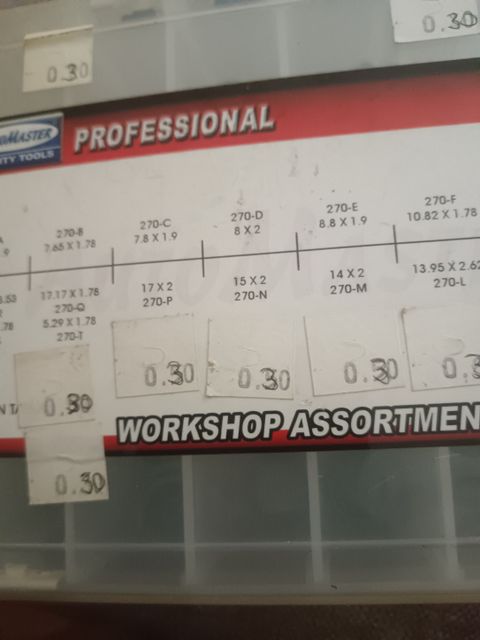 0.30
0.30
MASTER
PROFESSIONAL
TOOLS
270-B
7.65 X 1.78
270-C
7.8 X 1.9
270-D
8 X 2
270-E
8.8 X 1.9
270-F
10.82 X 1.78
17.17 X 1.78
270-Q
5.29 X 1.78
270-T
17 X 2
270-P
15 X 2
270-N
14 X 2
270-M
13.95 X 2.62
270-L
0.30
0.30
0.30
0.30
WORKSHOP ASSORTMEN
0.30